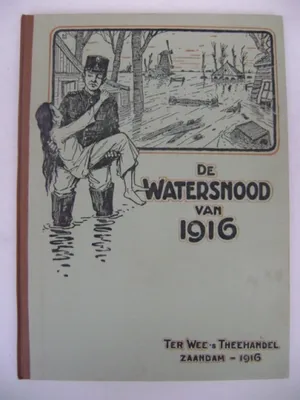 DE
WATERSNOOD
VAN
1916
TER WEE'S THEEHANDEL
ZAANDAM - 1916